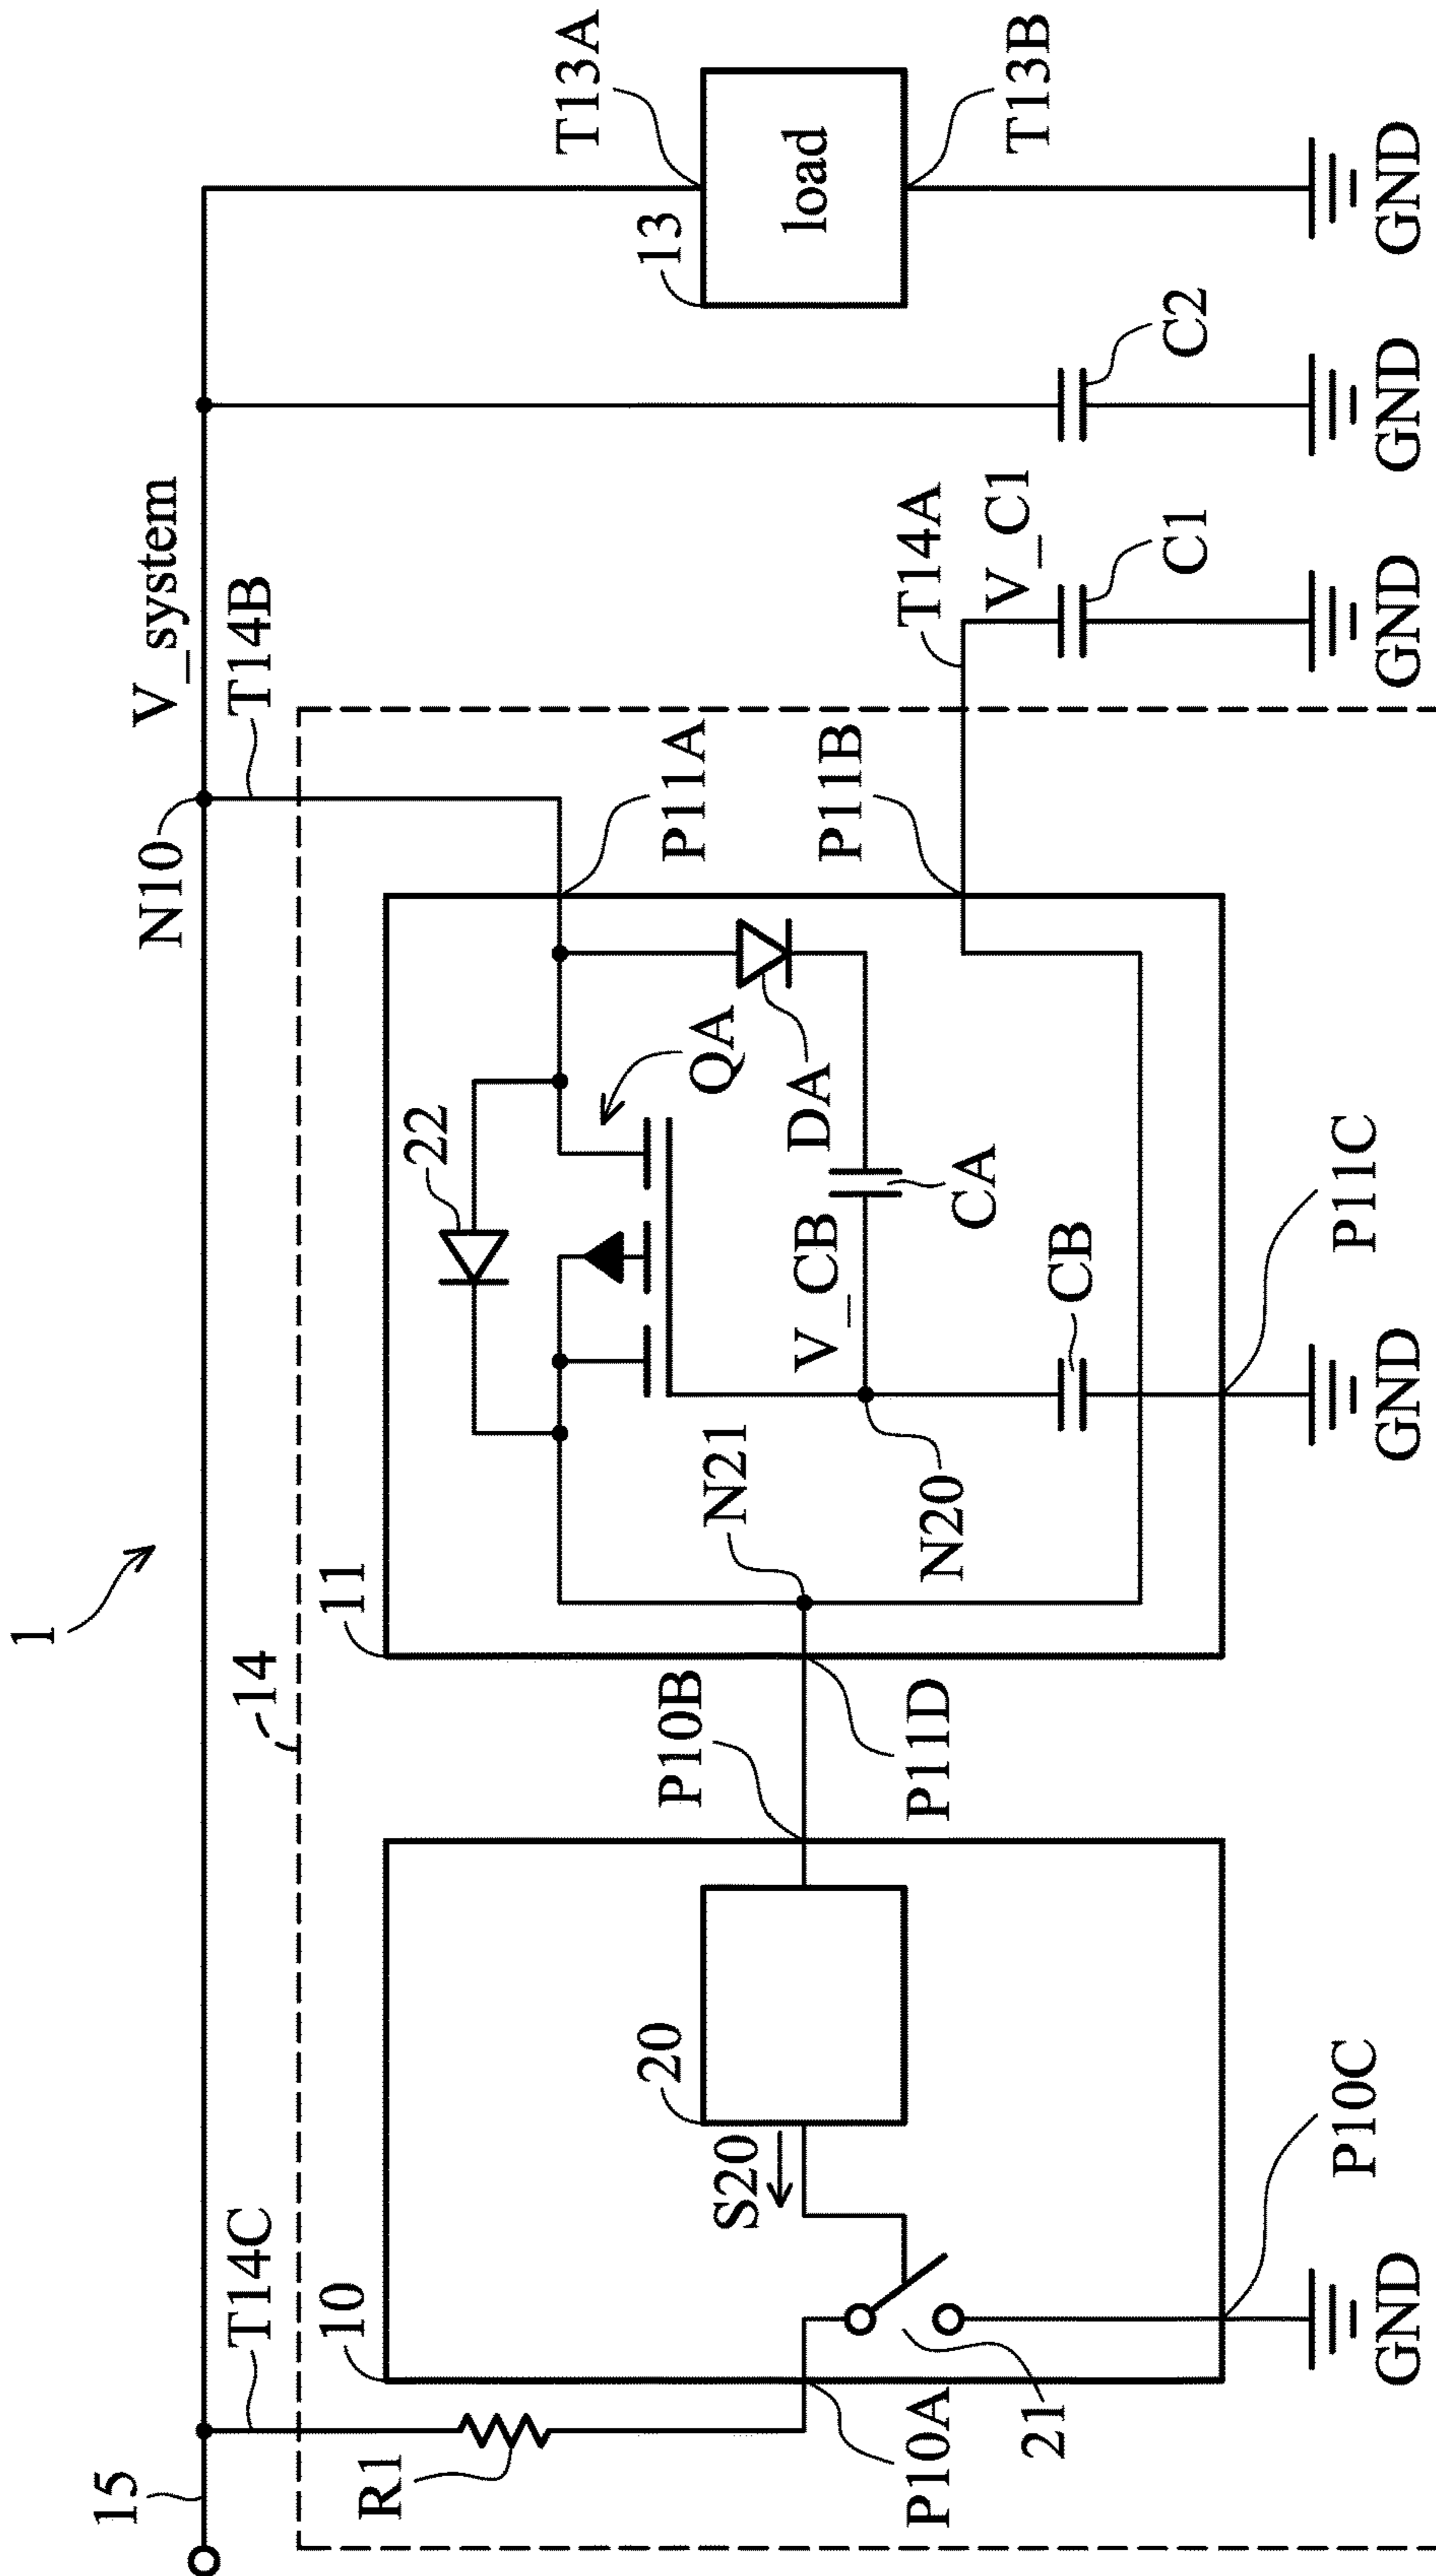 1
15
V_system
N10
T14B
T14C
14
T13A
13
load
T13B
R1
10
11
22
P11A
QA
P10B
N21
DA
P11B
V_CB
CA
T14A
V_C1
20
S20
P10A
21
P11D
N20
CB
C1
C2
P10C
P11C
GND
GND
GND
GND
GND